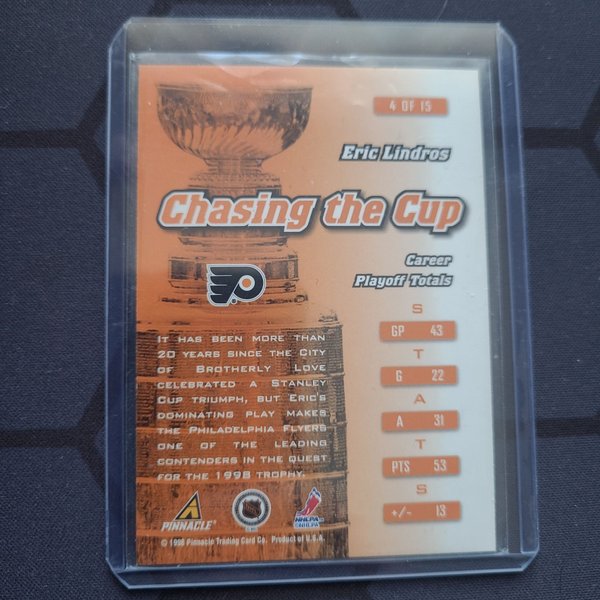 4 OF 15
Eric Lindros
Chasing the Cup
Career
Playoff Totals
STATS
GP 43
G 22
A 31
PTS 53
+/- 13
IT HAS BEEN MORE THAN
20 YEARS SINCE THE CITY
OF BROTHERLY LOVE
CELEBRATED A STANLEY
CUP TRIUMPH, BUT ERIC'S
DOMINATING PLAY MAKES
THE PHILADELPHIA FLYERS
ONE OF THE LEADING
CONTENDERS IN THE QUEST
FOR THE 1998 TROPHY.
PINNACLE®
NHLPA
© 1998 Pinnacle Trading Card Co. Product of U.S.A.